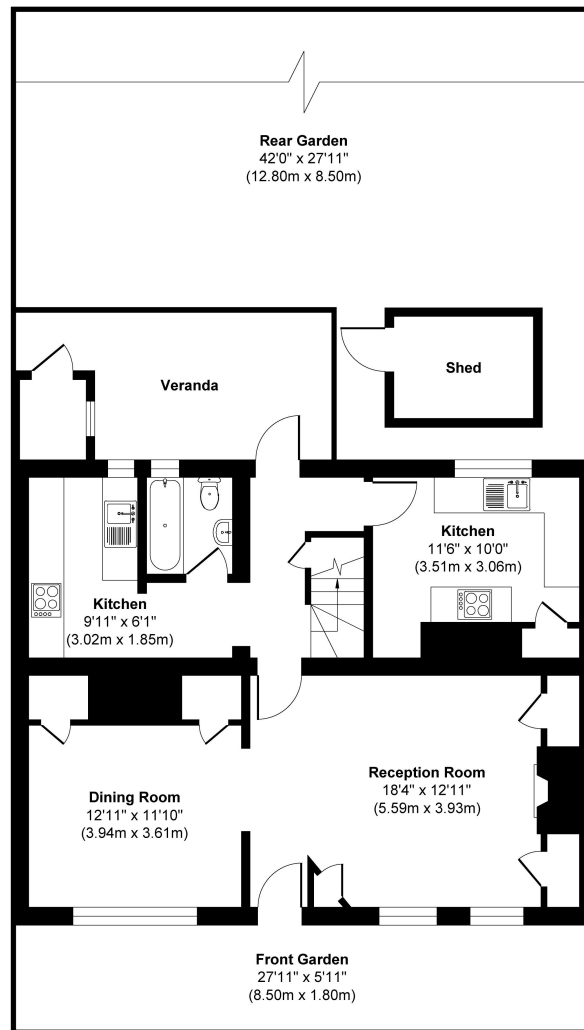 Rear Garden
42'0" x 27'11"
(12.80m x 8.50m)
Veranda
Shed
Kitchen
11'6" x 10'0"
(3.51m x 3.06m)
Kitchen
9'11" x 6'1"
(3.02m x 1.85m)
Reception Room
18'4" x 12'11"
(5.59m x 3.93m)
Dining Room
12'11" x 11'10"
(3.94m x 3.61m)
Front Garden
27'11" x 5'11"
(8.50m x 1.80m)